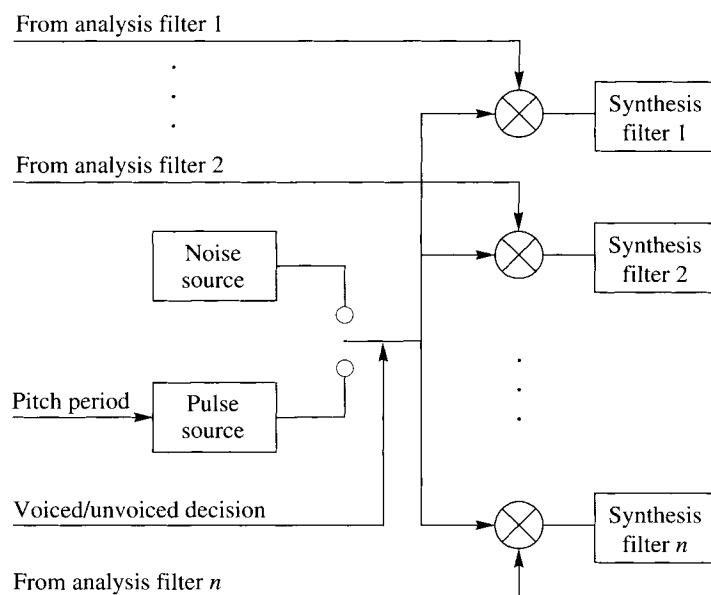 From analysis filter 1
Synthesis
filter 1
From analysis filter 2
Noise
source
Synthesis
filter 2
Pitch period
Pulse
source
Voiced/unvoiced decision
Synthesis
filter n
From analysis filter n